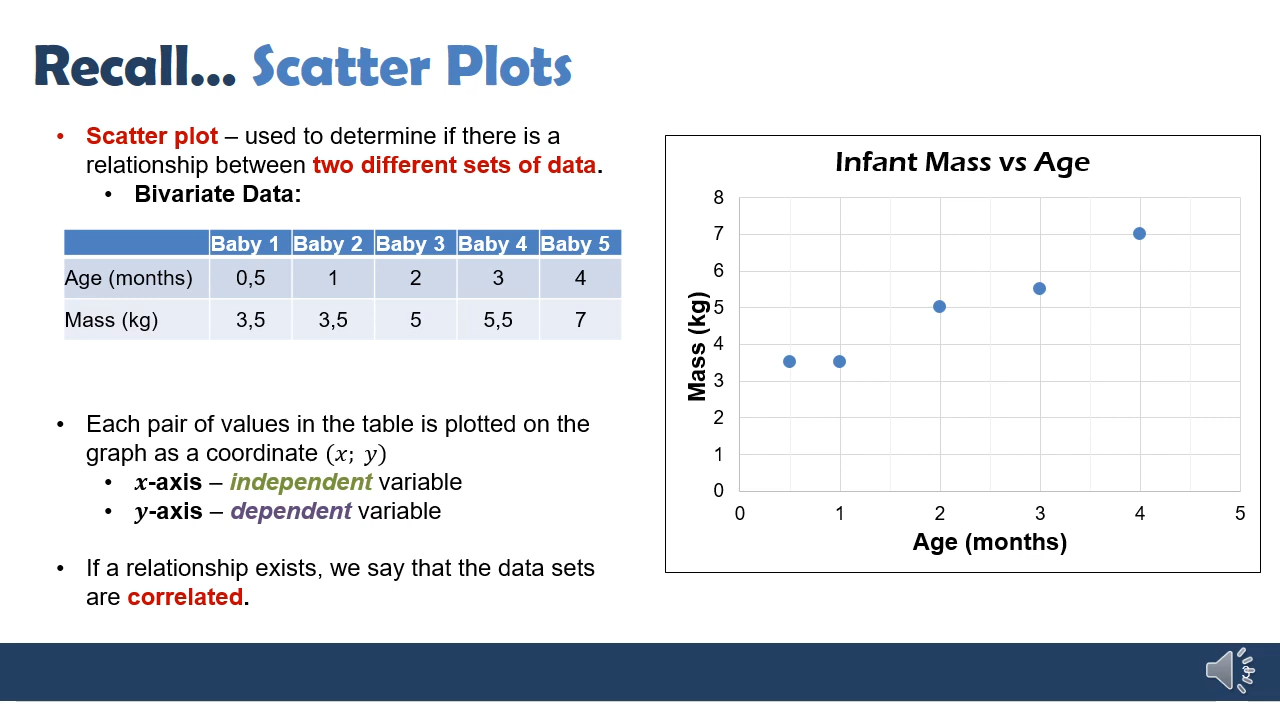 Recall... Scatter Plots
• Scatter plot – used to determine if there is a
relationship between two different sets of data.
• Bivariate Data:
Baby 1 Baby 2 Baby 3 Baby 4 Baby 5
Age (months) 0,5 1 2 3 4
Mass (kg) 3,5 3,5 5 5,5 7
• Each pair of values in the table is plotted on the
graph as a coordinate (x; y)
• x-axis – independent variable
• y-axis – dependent variable
• If a relationship exists, we say that the data sets
are correlated.
Infant Mass vs Age
Mass (kg)
8
7
6
5
4
3
2
1
0
0 1 2 3 4 5
Age (months)